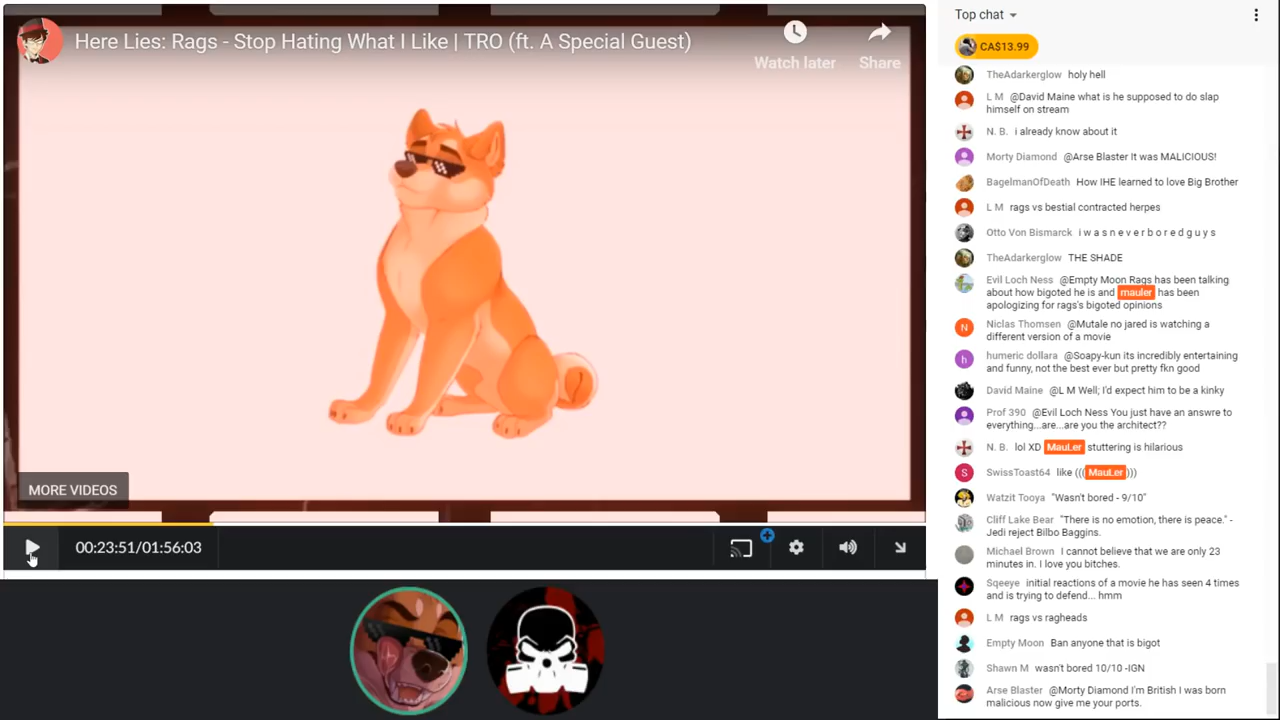 Here Lies: Rags - Stop Hating What I Like | TRO (ft. A Special Guest)
Watch later
Share
MORE VIDEOS
00:23:51/01:56:03
Top chat
CA$13.99
TheAdarkerglow holy hell
L M @David Maine what is he supposed to do slap
himself on stream
N. B. i already know about it
Morty Diamond @Arse Blaster It was MALICIOUS!
BagelmanOfDeath How IHE learned to love Big Brother
L M rags vs bestial contracted herpes
Otto Von Bismarck i w a s n e v e r b o r e d g u y s
TheAdarkerglow THE SHADE
Evil Loch Ness @Empty Moon Rags has been talking
about how bigoted he is and mauler has been
apologizing for rags's bigoted opinions
N
Niclas Thomsen @Mutale no jared is watching a
different version of a movie
h
humeric dollara @Soapy-kun its incredibly entertaining
and funny, not the best ever but pretty fkn good
David Maine @L M Well; I'd expect him to be a kinky
Prof 390 @Evil Loch Ness You just have an answre to
everything...are...are you the architect??
N. B. lol XD MauLer stuttering is hilarious
S
SwissToast64 like (((MauLer)))
Watzit Tooya "Wasn't bored - 9/10"
Cliff Lake Bear "There is no emotion, there is peace." -
Jedi reject Bilbo Baggins.
Michael Brown I cannot believe that we are only 23
minutes in. I love you bitches.
Sqeeye initial reactions of a movie he has seen 4 times
and is trying to defend... hmm
L M rags vs ragheads
Empty Moon Ban anyone that is bigot
Shawn M wasn't bored 10/10 -IGN
Arse Blaster @Morty Diamond I'm British I was born
malicious now give me your ports.